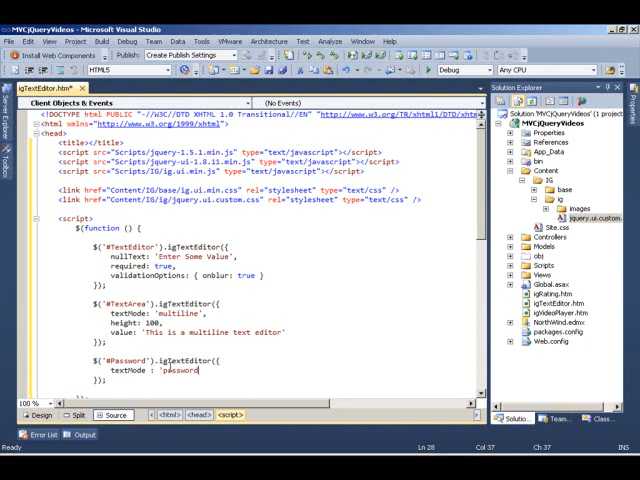 MVCjQueryVideos - Microsoft Visual Studio
File Edit View Project Build Debug Team Data Tools VMware Architecture Test Analyze Window Help
Install Web Components Publish: Create Publish Settings
HTML5 Debug Any CPU
igTextEditor.htm*
Solution Explorer
Client Objects & Events (No Events)
<!DOCTYPE html PUBLIC "-//W3C//DTD XHTML 1.0 Transitional//EN" "http://www.w3.org/TR/xhtml1/DTD/xhtm
<html xmlns="http://www.w3.org/1999/xhtml">
<head>
<title></title>
<script src="Scripts/jquery-1.5.1.min.js" type="text/javascript"></script>
<script src="Scripts/jquery-ui-1.8.11.min.js" type="text/javascript"></script>
<script src="Scripts/IG/ig.ui.min.js" type="text/javascript"></script>
<link href="Content/IG/base/ig.ui.min.css" rel="stylesheet" type="text/css" />
<link href="Content/IG/ig/jquery.ui.custom.css" rel="stylesheet" type="text/css" />
<script>
$(function () {
$('#TextEditor').igTextEditor({
nullText: 'Enter Some Value',
required: true,
validationOptions: { onblur: true }
});
$('#TextArea').igTextEditor({
textMode: 'multiline',
height: 100,
value: 'This is a multiline text editor'
});
$('#Password').igTextEditor({
textMode : 'password
});
100 %
Design Split Source <html> <head> <script>
Error List Output
Ready Ln 28 Col 37 Ch 37 INS
Server Explorer
Toolbox
MVCjQueryVideos
Properties
References
App_Data
bin
Content
IG
base
ig
images
jquery.ui.custom.
Site.css
Controllers
Models
obj
Scripts
Views
Global.asax
igRating.htm
igTextEditor.htm
igVideoPlayer.htm
NorthWind.edmx
packages.config
Web.config
Solutio... Team... Class...
Properties